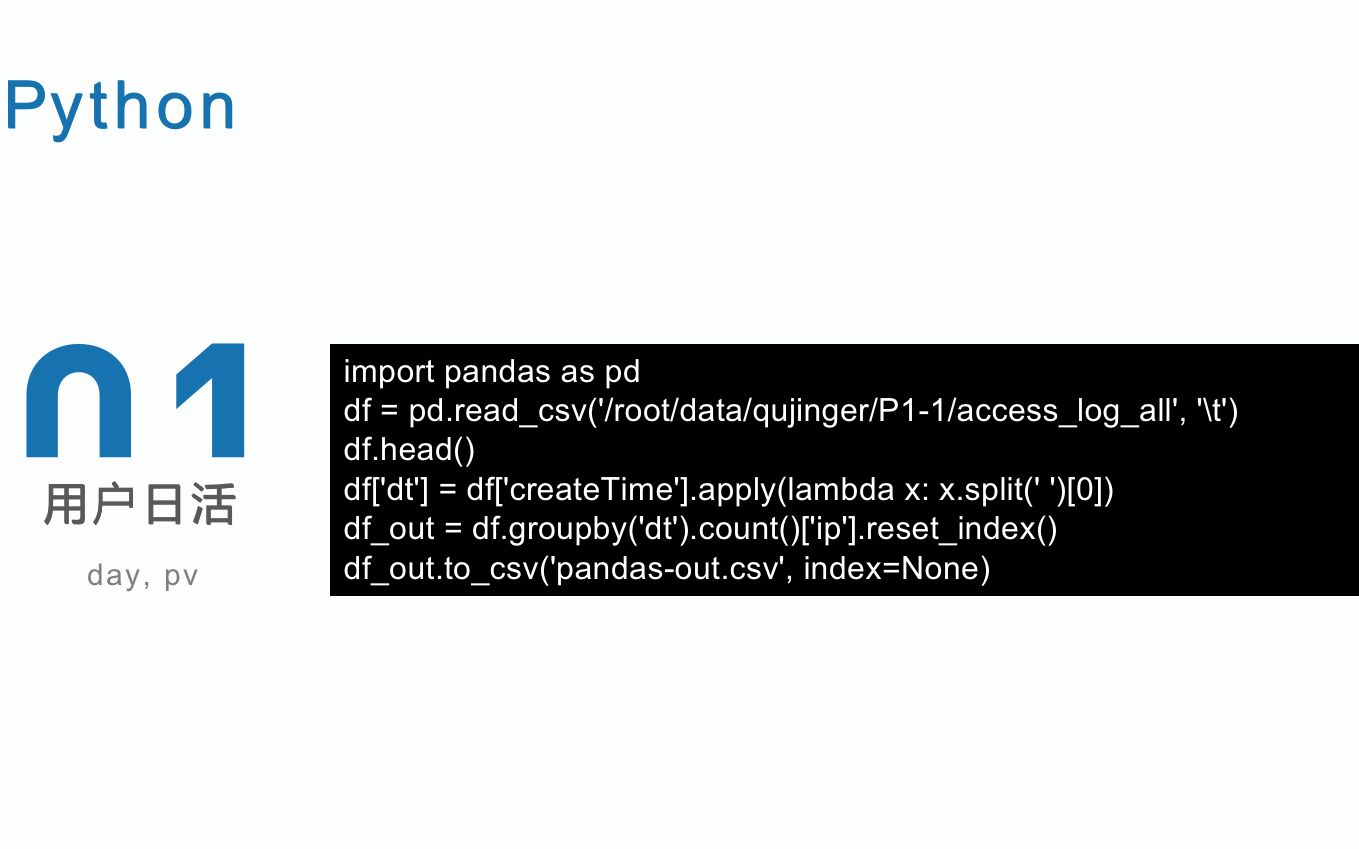 Python
01
用户日活
day, pv
import pandas as pd
df = pd.read_csv('/root/data/qujinger/P1-1/access_log_all', '\t')
df.head()
df['dt'] = df['createTime'].apply(lambda x: x.split(' ')[0])
df_out = df.groupby('dt').count()['ip'].reset_index()
df_out.to_csv('pandas-out.csv', index=None)